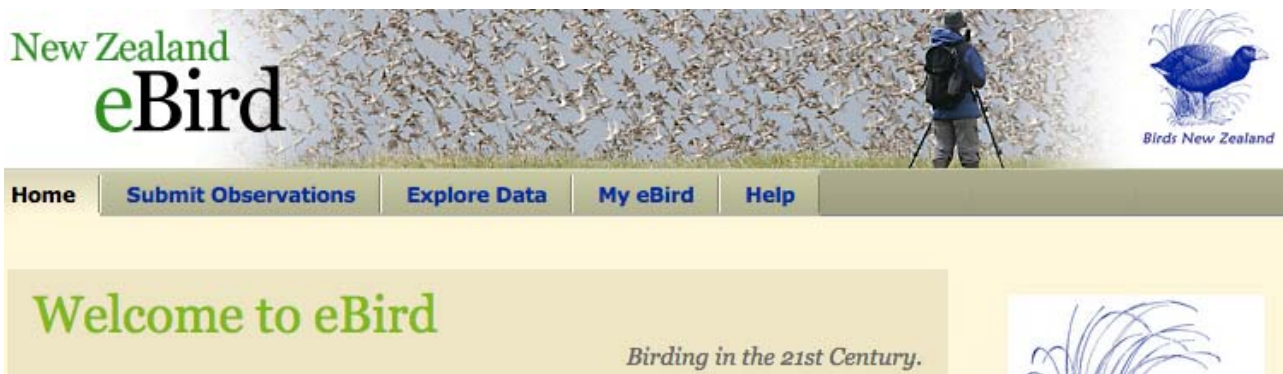 New Zealand
eBird
Birds New Zealand
Home Submit Observations Explore Data My eBird Help
Welcome to eBird
Birding in the 21st Century.